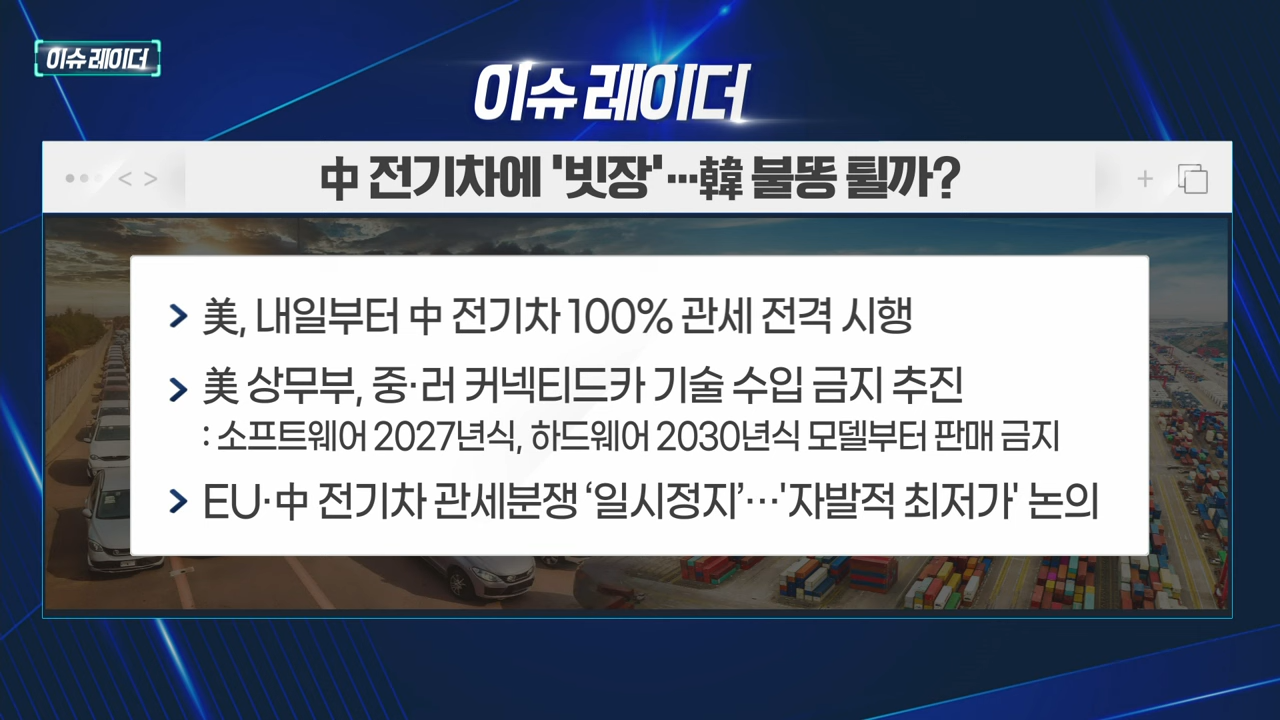 이슈 레이더
이슈 레이더
中 전기차에 '빗장'…韓 불똥 튈까?
美, 내일부터 中 전기차 100% 관세 전격 시행
美 상무부, 중·러 커넥티드카 기술 수입 금지 추진
: 소프트웨어 2027년식, 하드웨어 2030년식 모델부터 판매 금지
EU·中 전기차 관세분쟁 ‘일시정지’…'자발적 최저가' 논의